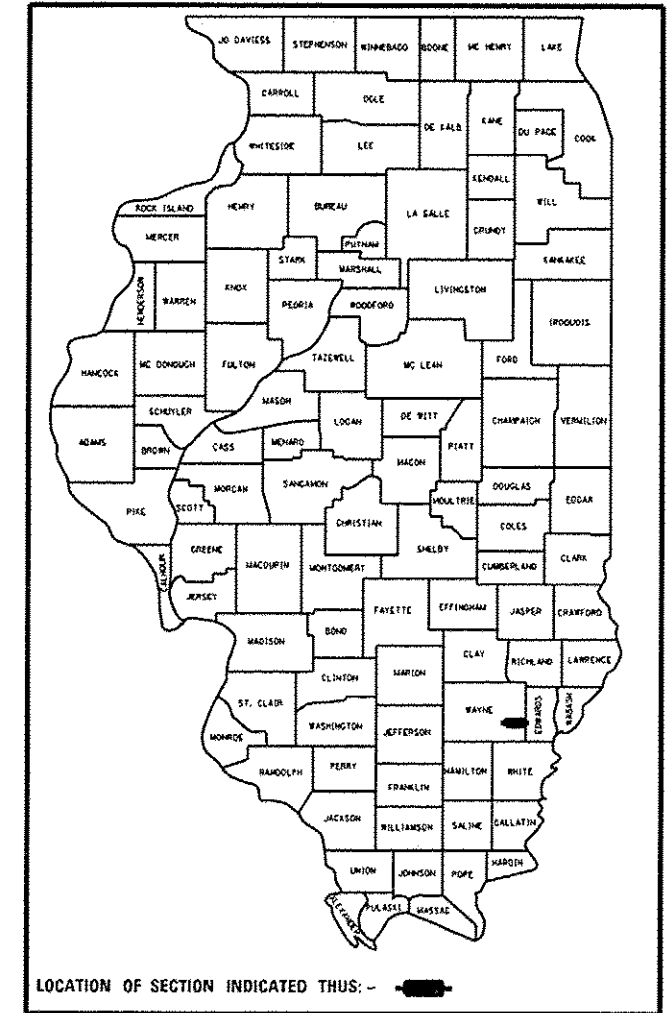 JO DAVIESS STEPHENSON WINNEBAGO BOONE MC HENRY LAKE
CARROLL OGLE DE KALB KANE DU PAGE COOK
WHITESIDE LEE
KENDALL
ROCK ISLAND HENRY BUREAU LA SALLE WILL
MERCER PUTNAM GRUNDY
STARK KANKAKEE
MARSHALL
HENDERSON WARREN KNOX PEORIA WOODFORD LIVINGSTON IROQUOIS
HANCOCK MC DONOUGH FULTON TAZEWELL MC LEAN FORD
MASON
SCHUYLER LOGAN DE WITT CHAMPAIGN VERMILION
ADAMS BROWN CASS MENARD PIATT
MACON
MORGAN SANGAMON DOUGLAS
PIKE SCOTT CHRISTIAN MOULTRIE EDGAR
COLES
CALHOUN GREENE MACOUPIN MONTGOMERY SHELBY CUMBERLAND CLARK
JERSEY FAYETTE EFFINGHAM JASPER CRAWFORD
MADISON BOND
CLAY RICHLAND LAWRENCE
CLINTON MARION
ST. CLAIR WAYNE EDWARDS WABASH
WASHINGTON JEFFERSON
MONROE
RANDOLPH PERRY HAMILTON WHITE
FRANKLIN
JACKSON WILLIAMSON SALINE GALLATIN
UNION JOHNSON POPE HARDIN
ALEXANDER PULASKI MASSAC
LOCATION OF SECTION INDICATED THUS: -